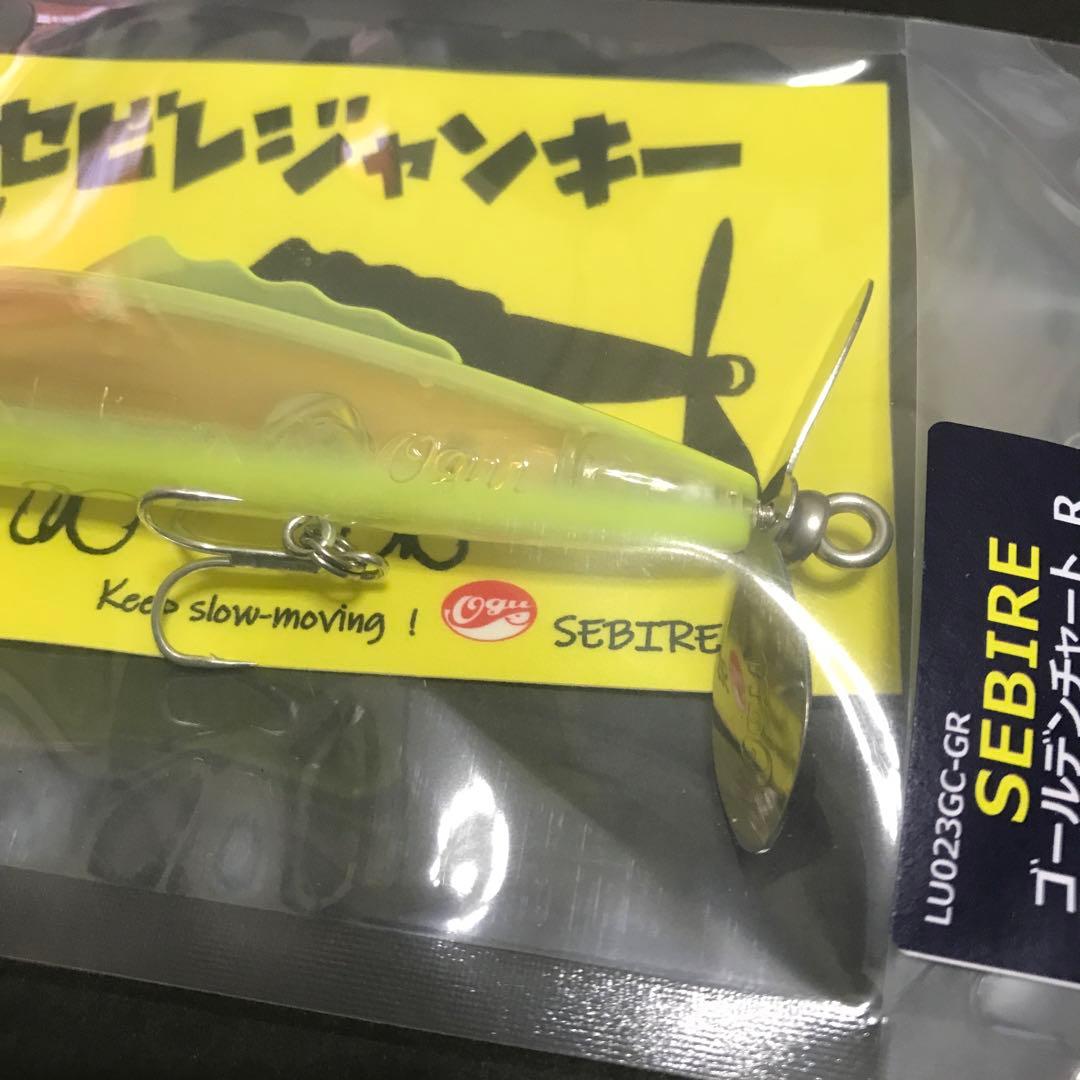 セビレジャンキー
Ogu
Keep slow-moving !
Ogu
SEBIRE
LU023GC-GR
SEBIRE
ゴールデンチャート R